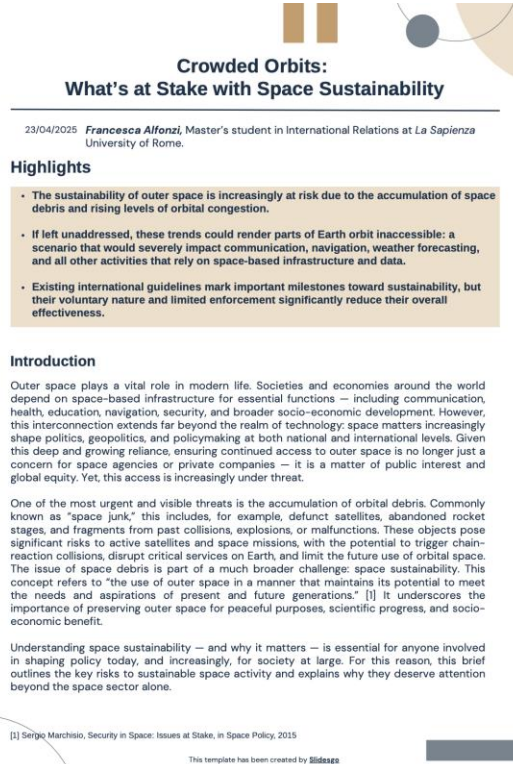 Crowded Orbits:
What's at Stake with Space Sustainability
23/04/2025 Francesca Alfonzi, Master's student in International Relations at La Sapienza
University of Rome.
Highlights
• The sustainability of outer space is increasingly at risk due to the accumulation of space
debris and rising levels of orbital congestion.
• If left unaddressed, these trends could render parts of Earth orbit inaccessible: a
scenario that would severely impact communication, navigation, weather forecasting,
and all other activities that rely on space-based infrastructure and data.
• Existing international guidelines mark important milestones toward sustainability, but
their voluntary nature and limited enforcement significantly reduce their overall
effectiveness.
Introduction
Outer space plays a vital role in modern life. Societies and economies around the world
depend on space-based infrastructure for essential functions — including communication,
health, education, navigation, security, and broader socio-economic development. However,
this interconnection extends far beyond the realm of technology: space matters increasingly
shape politics, geopolitics, and policymaking at both national and international levels. Given
this deep and growing reliance, ensuring continued access to outer space is no longer just a
concern for space agencies or private companies — it is a matter of public interest and
global equity. Yet, this access is increasingly under threat.
One of the most urgent and visible threats is the accumulation of orbital debris. Commonly
known as "space junk," this includes, for example, defunct satellites, abandoned rocket
stages, and fragments from past collisions, explosions, or malfunctions. These objects pose
significant risks to active satellites and space missions, with the potential to trigger chain-
reaction collisions, disrupt critical services on Earth, and limit the future use of orbital space.
The issue of space debris is part of a much broader challenge: space sustainability. This
concept refers to "the use of outer space in a manner that maintains its potential to meet
the needs and aspirations of present and future generations." [1] It underscores the
importance of preserving outer space for peaceful purposes, scientific progress, and socio-
economic benefit.
Understanding space sustainability — and why it matters — is essential for anyone involved
in shaping policy today, and increasingly, for society at large. For this reason, this brief
outlines the key risks to sustainable space activity and explains why they deserve attention
beyond the space sector alone.
[1] Sergio Marchisio, Security in Space: Issues at Stake, in Space Policy, 2015
This template has been created by Slidesgo